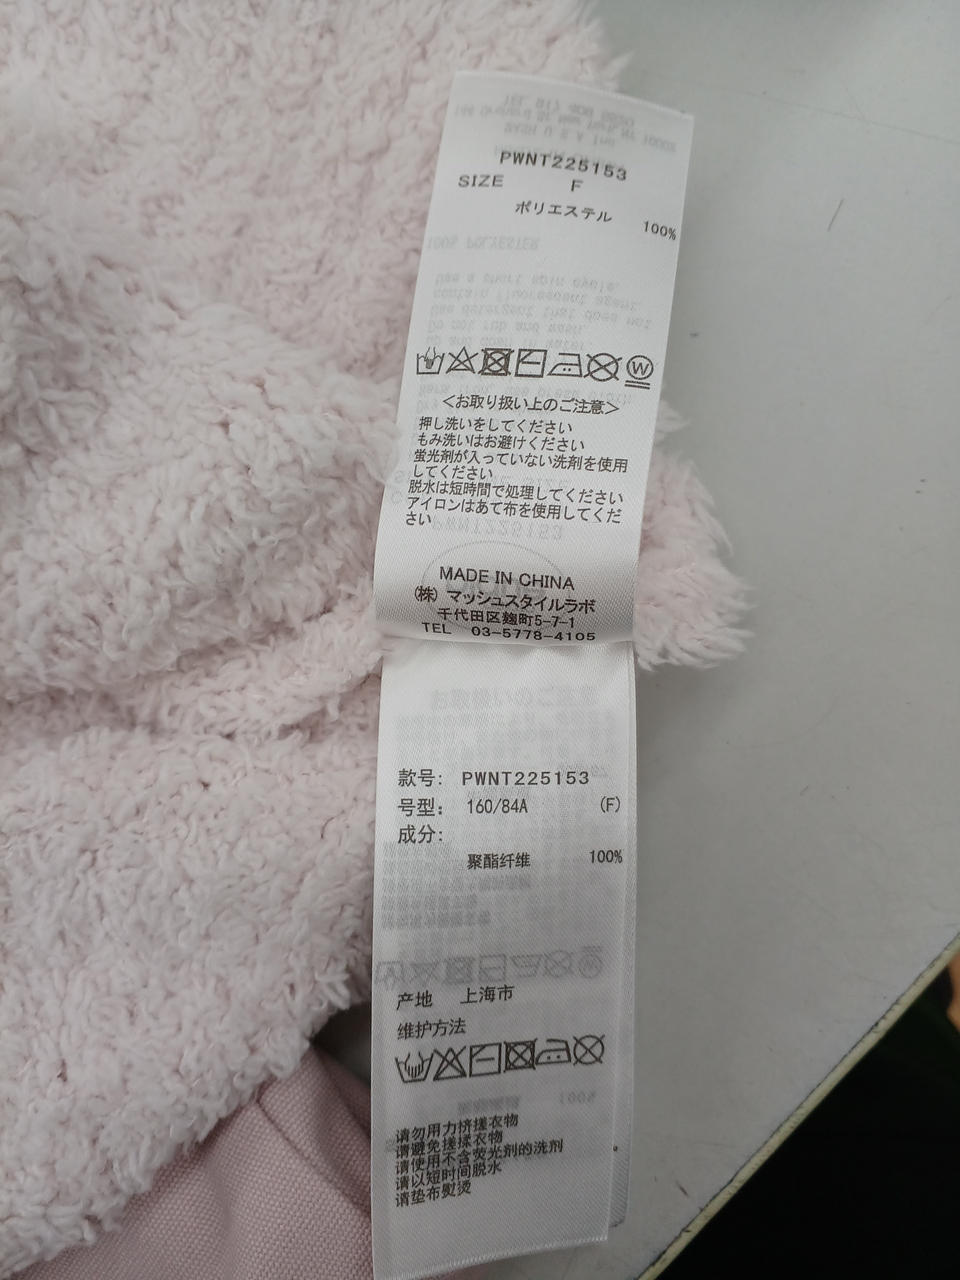 PWNT225153
SIZE F
ポリエステル 100%
W
<お取り扱い上のご注意>
押し洗いをしてください
もみ洗いはお避けください
蛍光剤が入っていない洗剤を使用
してください
脱水は短時間で処理してください
アイロンはあて布を使用してくだ
さい
MADE IN CHINA
㈱ マッシュスタイルラボ
千代田区麹町5-7-1
TEL 03-5778-4105
款号: PWNT225153
号型: 160/84A (F)
成分:
聚酯纤维 100%
产地 上海市
维护方法
请勿用力挤搓衣物
请避免搓揉衣物
请使用不含荧光剂的洗剂
请以短时间脱水
请垫布熨烫